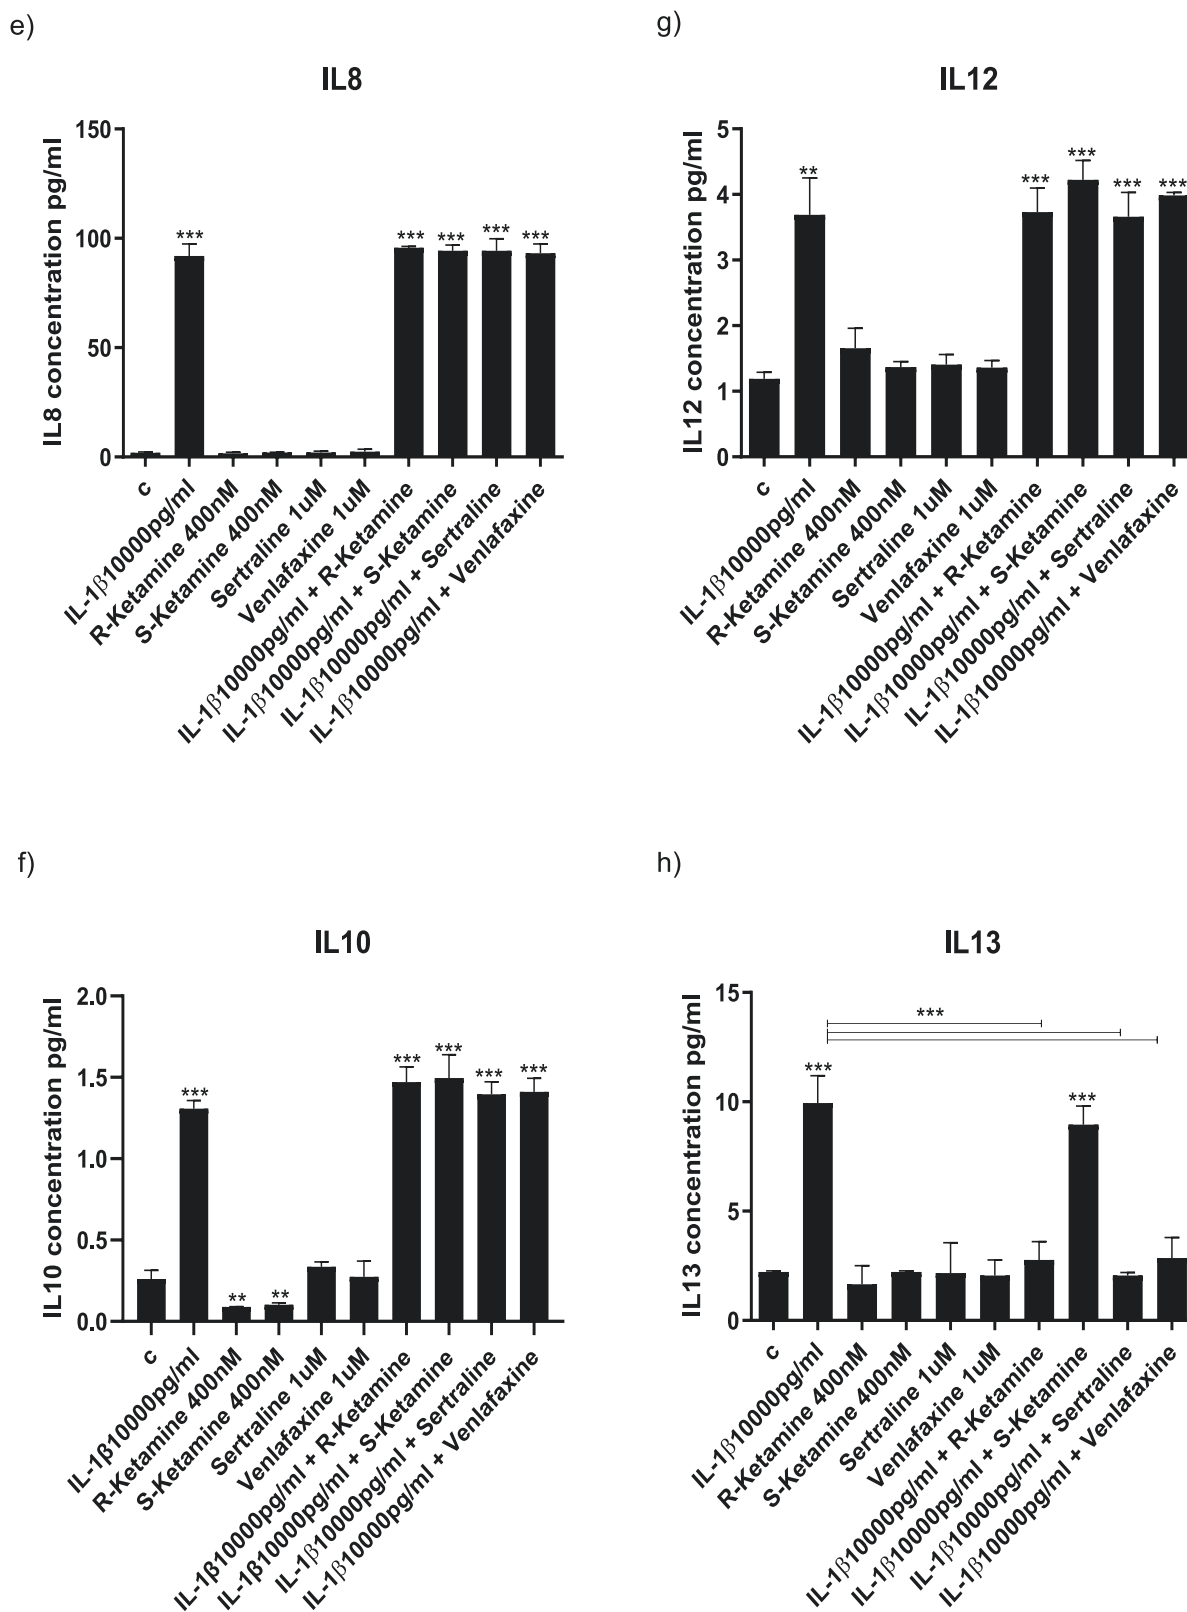 e)
IL8
IL8 concentration pg/ml
150
100
50
0
***
***
***
***
***
c
IL-1β10000pg/ml
R-Ketamine 400nM
S-Ketamine 400nM
Sertraline 1uM
Venlafaxine 1uM
IL-1β10000pg/ml + R-Ketamine
IL-1β10000pg/ml + S-Ketamine
IL-1β10000pg/ml + Sertraline
IL-1β10000pg/ml + Venlafaxine
g)
IL12
IL12 concentration pg/ml
5
4
3
2
1
0
**
***
***
***
***
c
IL-1β10000pg/ml
R-Ketamine 400nM
S-Ketamine 400nM
Sertraline 1uM
Venlafaxine 1uM
IL-1β10000pg/ml + R-Ketamine
IL-1β10000pg/ml + S-Ketamine
IL-1β10000pg/ml + Sertraline
IL-1β10000pg/ml + Venlafaxine
f)
IL10
IL10 concentration pg/ml
2.0
1.5
1.0
0.5
0.0
***
**
**
***
***
***
***
c
IL-1β10000pg/ml
R-Ketamine 400nM
S-Ketamine 400nM
Sertraline 1uM
Venlafaxine 1uM
IL-1β10000pg/ml + R-Ketamine
IL-1β10000pg/ml + S-Ketamine
IL-1β10000pg/ml + Sertraline
IL-1β10000pg/ml + Venlafaxine
h)
IL13
IL13 concentration pg/ml
15
10
5
0
***
***
***
c
IL-1β10000pg/ml
R-Ketamine 400nM
S-Ketamine 400nM
Sertraline 1uM
Venlafaxine 1uM
IL-1β10000pg/ml + R-Ketamine
IL-1β10000pg/ml + S-Ketamine
IL-1β10000pg/ml + Sertraline
IL-1β10000pg/ml + Venlafaxine